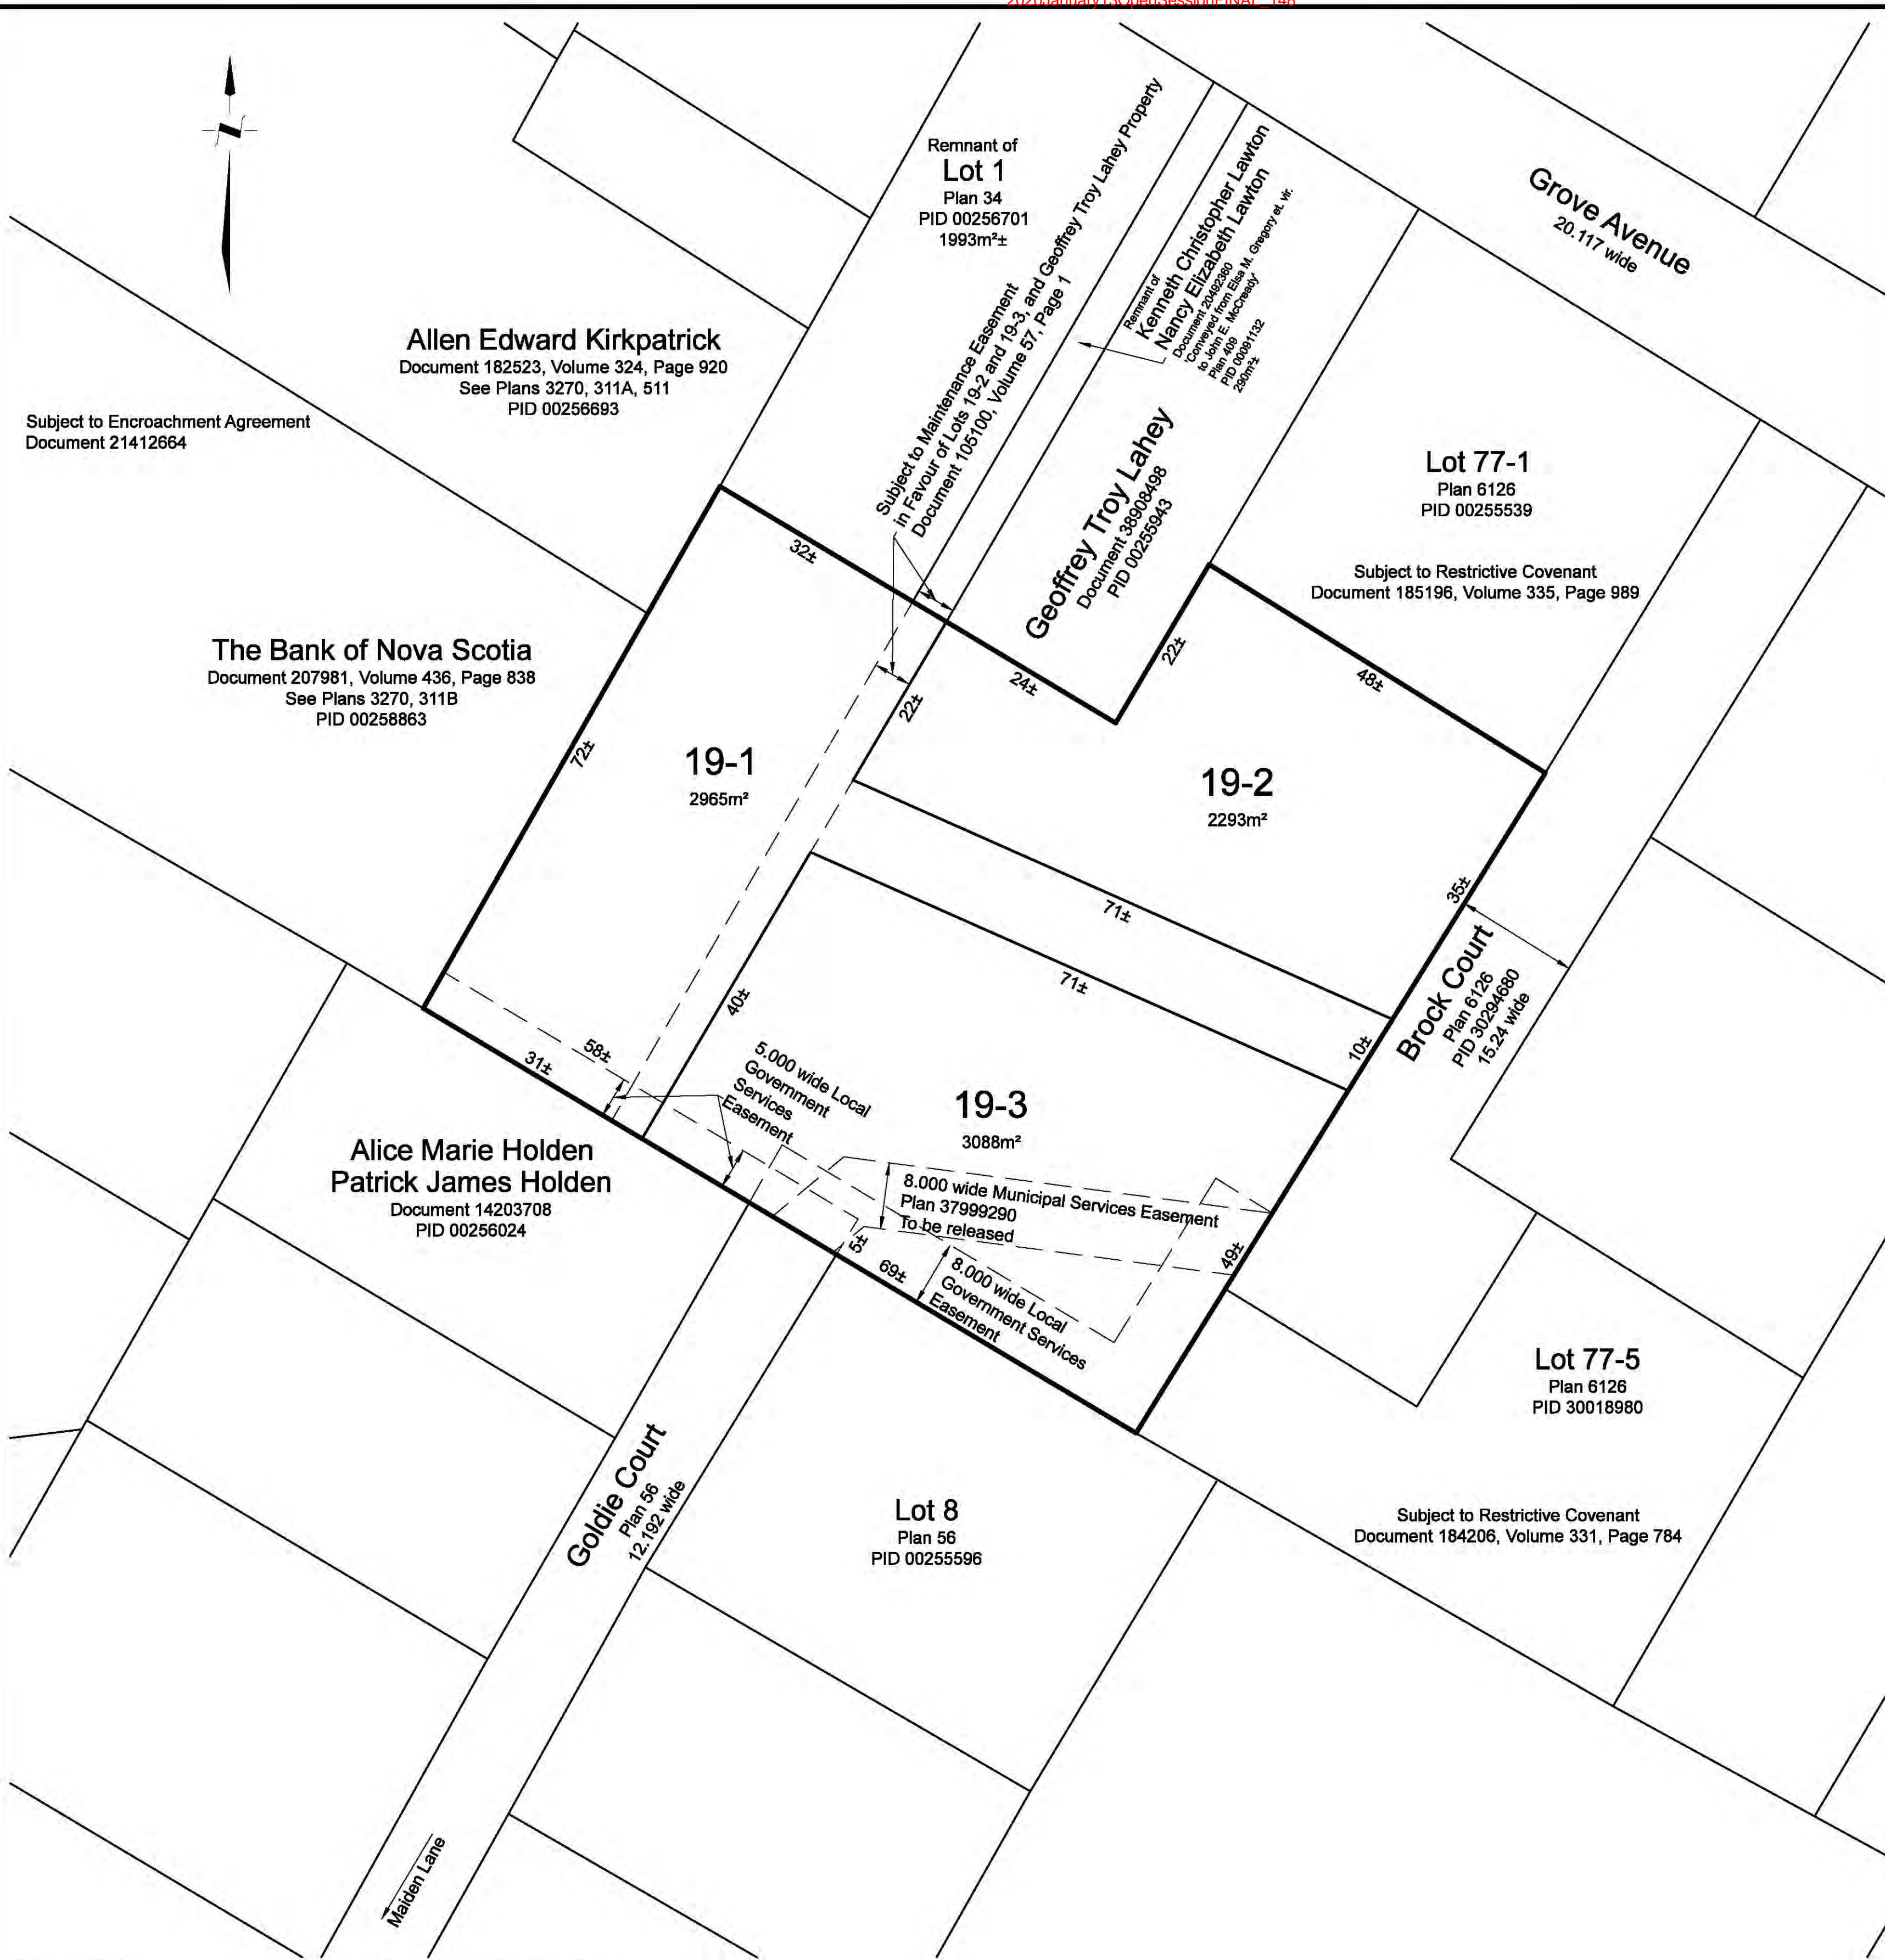 2020January13OpenSessionFINAL_148
N
Remnant of
Lot 1
Plan 34
PID 00256701
1993m²±
Subject to Maintenance Easement
in Favour of Lots 19-2 and 19-3, and Geoffrey Troy Lahey Property
Document 105100, Volume 57, Page 1
Remnant of
Kenneth Christopher Lawton
Nancy Elizabeth Lawton
Document 20492360
'Conveyed from Elsa M. Gregory et. vir.
to John E. McCready'
Plan 409
PID 00091132
290m²±
Grove Avenue
20.117 wide
Allen Edward Kirkpatrick
Document 182523, Volume 324, Page 920
See Plans 3270, 311A, 511
PID 00256693
Subject to Encroachment Agreement
Document 21412664
Geoffrey Troy Lahey
Document 38908498
PID 00255943
Lot 77-1
Plan 6126
PID 00255539
Subject to Restrictive Covenant
Document 185196, Volume 335, Page 989
32±
24±
22±
48±
22±
The Bank of Nova Scotia
Document 207981, Volume 436, Page 838
See Plans 3270, 311B
PID 00258863
72±
19-1
2965m²
19-2
2293m²
35±
71±
71±
40±
10±
Brock Court
Plan 6126
PID 30294680
15.24 wide
58±
31±
5.000 wide Local
Government
Services
Easement
19-3
3088m²
Alice Marie Holden
Patrick James Holden
Document 14203708
PID 00256024
8.000 wide Municipal Services Easement
Plan 37999290
To be released
5±
69±
49±
8.000 wide Local
Government Services
Easement
Lot 77-5
Plan 6126
PID 30018980
Goldie Court
Plan 56
12.192 wide
Lot 8
Plan 56
PID 00255596
Subject to Restrictive Covenant
Document 184206, Volume 331, Page 784
Maiden Lane